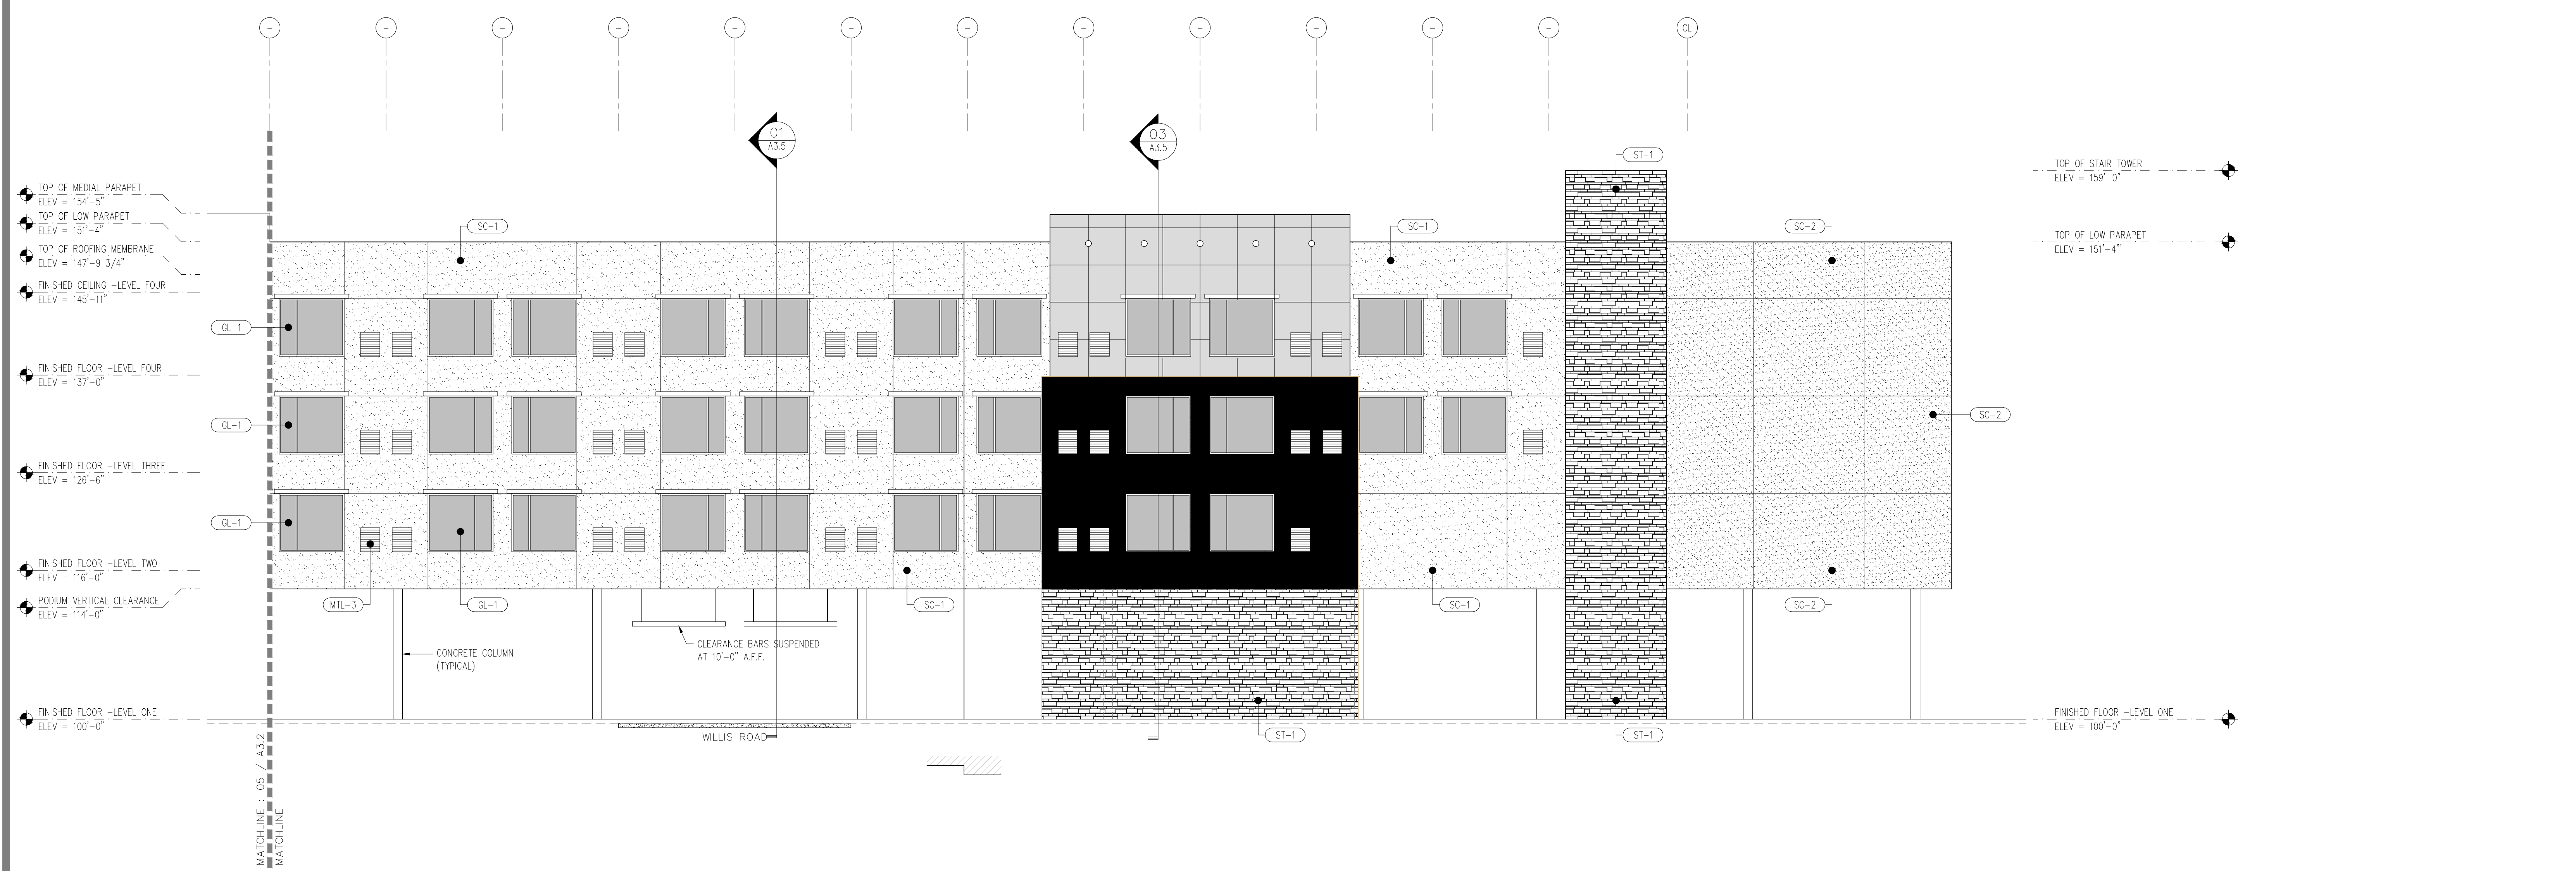 - - - - - - - - - - - - CL
01
A3.5
03
A3.5
ST-1
TOP OF MEDIAL PARAPET
ELEV = 154'-5"
TOP OF LOW PARAPET
ELEV = 151'-4"
TOP OF ROOFING MEMBRANE
ELEV = 147'-9 3/4"
FINISHED CEILING -LEVEL FOUR
ELEV = 145'-11"
FINISHED FLOOR -LEVEL FOUR
ELEV = 137'-0"
FINISHED FLOOR -LEVEL THREE
ELEV = 126'-6"
FINISHED FLOOR -LEVEL TWO
ELEV = 116'-0"
PODIUM VERTICAL CLEARANCE
ELEV = 114'-0"
FINISHED FLOOR -LEVEL ONE
ELEV = 100'-0"
SC-1
SC-1
SC-2
GL-1
GL-1
GL-1
SC-2
MTL-3
GL-1
SC-1
SC-1
SC-2
CONCRETE COLUMN
(TYPICAL)
CLEARANCE BARS SUSPENDED
AT 10'-0" A.F.F.
WILLIS ROAD
ST-1
ST-1
MATCHLINE : 05 / A3.2
MATCHLINE
TOP OF STAIR TOWER
ELEV = 159'-0"
TOP OF LOW PARAPET
ELEV = 151'-4"'
FINISHED FLOOR -LEVEL ONE
ELEV = 100'-0"